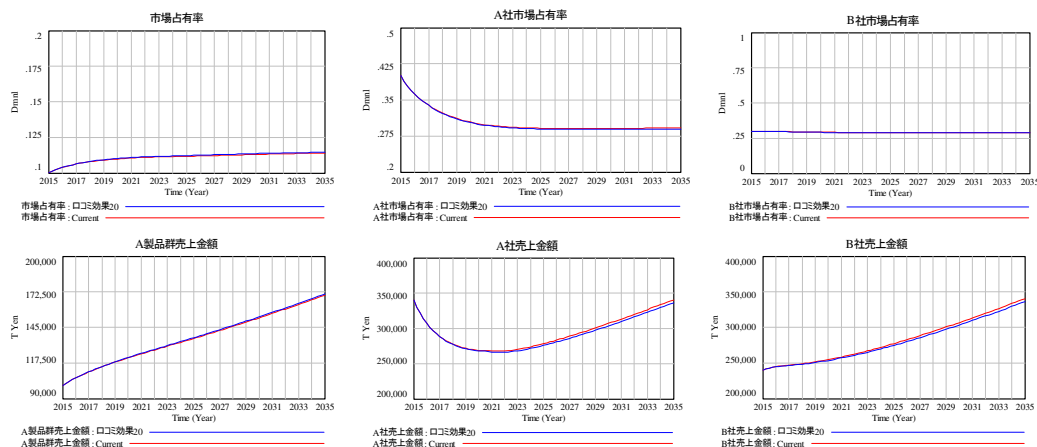 市場占有率
.2
.175
.15
.125
.1
Dmnl
2015 2017 2019 2021 2023 2025 2027 2029 2031 2033 2035
Time (Year)
市場占有率 : 口コミ効果20
市場占有率 : Current
A社市場占有率
.5
.425
.35
.275
.2
Dmnl
2015 2017 2019 2021 2023 2025 2027 2029 2031 2033 2035
Time (Year)
A社市場占有率 : 口コミ効果20
A社市場占有率 : Current
B社市場占有率
1
.75
.5
.25
0
Dmnl
2015 2017 2019 2021 2023 2025 2027 2029 2031 2033 2035
Time (Year)
B社市場占有率 : 口コミ効果20
B社市場占有率 : Current
A製品群売上金額
200,000
172,500
145,000
117,500
90,000
T Yen
2015 2017 2019 2021 2023 2025 2027 2029 2031 2033 2035
Time (Year)
A製品群売上金額 : 口コミ効果20
A製品群売上金額 : Current
A社売上金額
400,000
350,000
300,000
250,000
200,000
T Yen
2015 2017 2019 2021 2023 2025 2027 2029 2031 2033 2035
Time (Year)
A社売上金額 : 口コミ効果20
A社売上金額 : Current
B社売上金額
400,000
350,000
300,000
250,000
200,000
T Yen
2015 2017 2019 2021 2023 2025 2027 2029 2031 2033 2035
Time (Year)
B社売上金額 : 口コミ効果20
B社売上金額 : Current